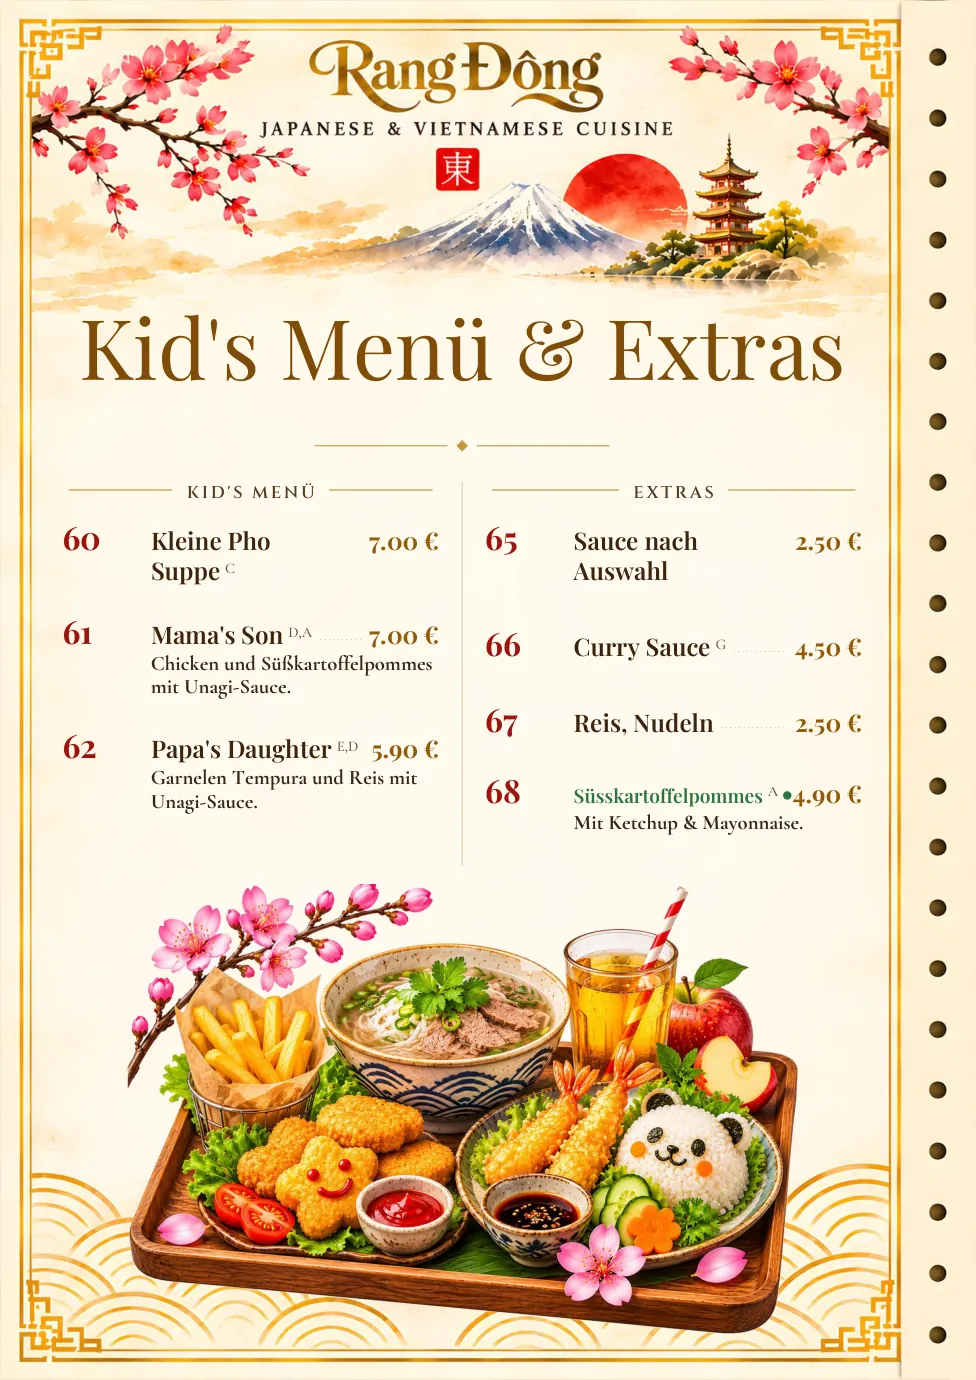 Rang Đông
JAPANESE & VIETNAMESE CUISINE
東
Kid's Menü & Extras
KID'S MENÜ
60 Kleine Pho 7.00 €
Suppe C
61 Mama's Son D,A ........ 7.00 €
Chicken und Süßkartoffelpommes
mit Unagi-Sauce.
62 Papa's Daughter E,D 5.90 €
Garnelen Tempura und Reis mit
Unagi-Sauce.
EXTRAS
65 Sauce nach 2.50 €
Auswahl
66 Curry Sauce G ........ 4.50 €
67 Reis, Nudeln ........ 2.50 €
68 Süsskartoffelpommes A •4.90 €
Mit Ketchup & Mayonnaise.